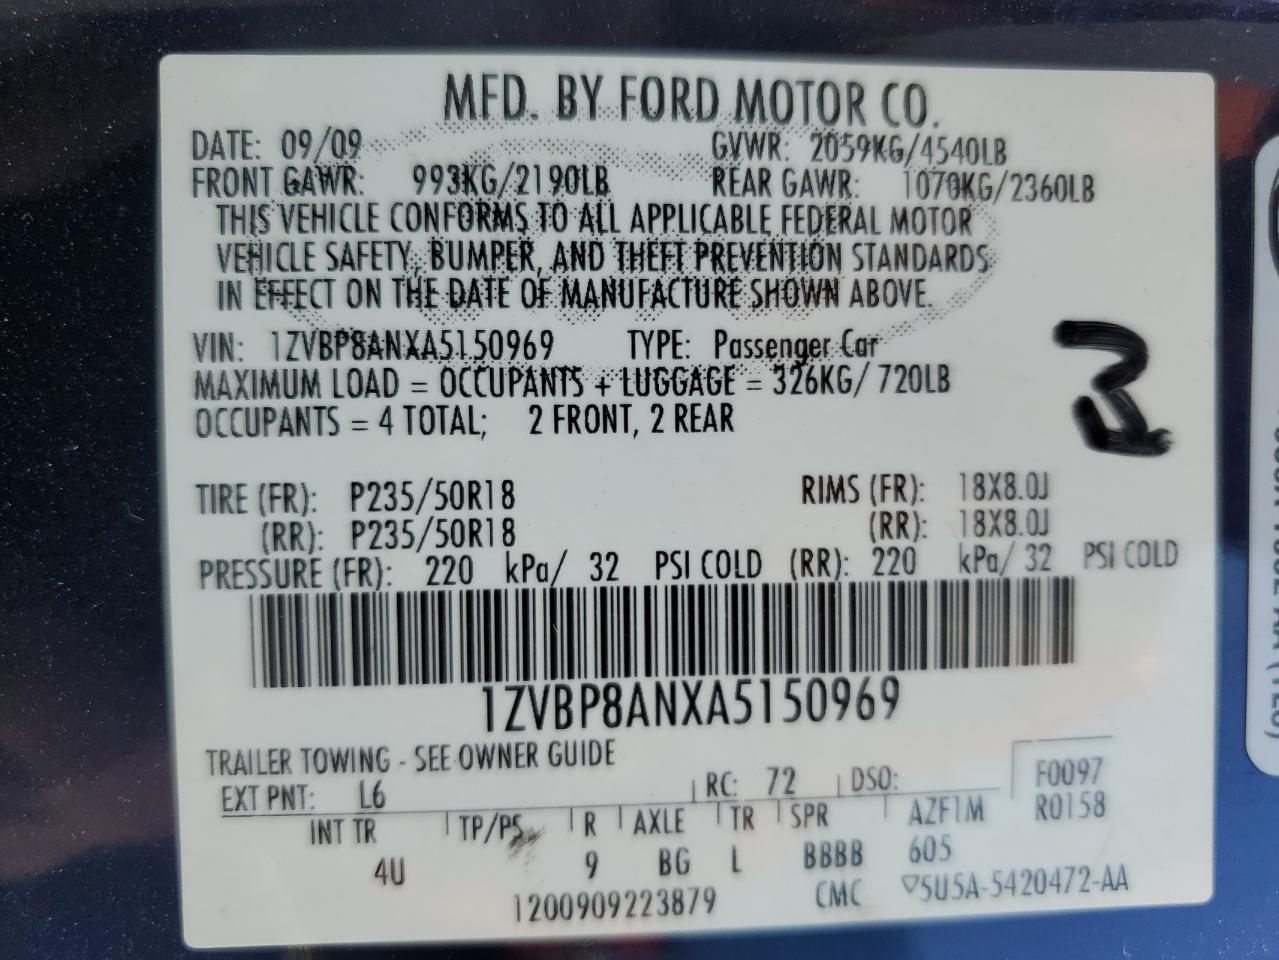 MFD. BY FORD MOTOR CO.
DATE: 09/09 GVWR: 2059KG/4540LB
FRONT GAWR: 993KG/2190LB REAR GAWR: 1070KG/2360LB
THIS VEHICLE CONFORMS TO ALL APPLICABLE FEDERAL MOTOR
VEHICLE SAFETY, BUMPER, AND THEFT PREVENTION STANDARDS
IN EFFECT ON THE DATE OF MANUFACTURE SHOWN ABOVE.
VIN: 1ZVBP8ANXA5150969 TYPE: Passenger Car
MAXIMUM LOAD = OCCUPANTS + LUGGAGE = 326KG/ 720LB
OCCUPANTS = 4 TOTAL; 2 FRONT, 2 REAR
TIRE (FR): P235/50R18 RIMS (FR): 18X8.0J
(RR): P235/50R18 (RR): 18X8.0J
PRESSURE (FR): 220 kPa/ 32 PSI COLD (RR): 220 kPa/ 32 PSI COLD
1ZVBP8ANXA5150969
TRAILER TOWING - SEE OWNER GUIDE
EXT PNT: L6 RC: 72 DSO: F0097
INT TR TP/PS R AXLE TR SPR AZF1M R0158
4U 9 BG L BBBB 605
1200909223879 CMC ▽5U5A-5420472-AA